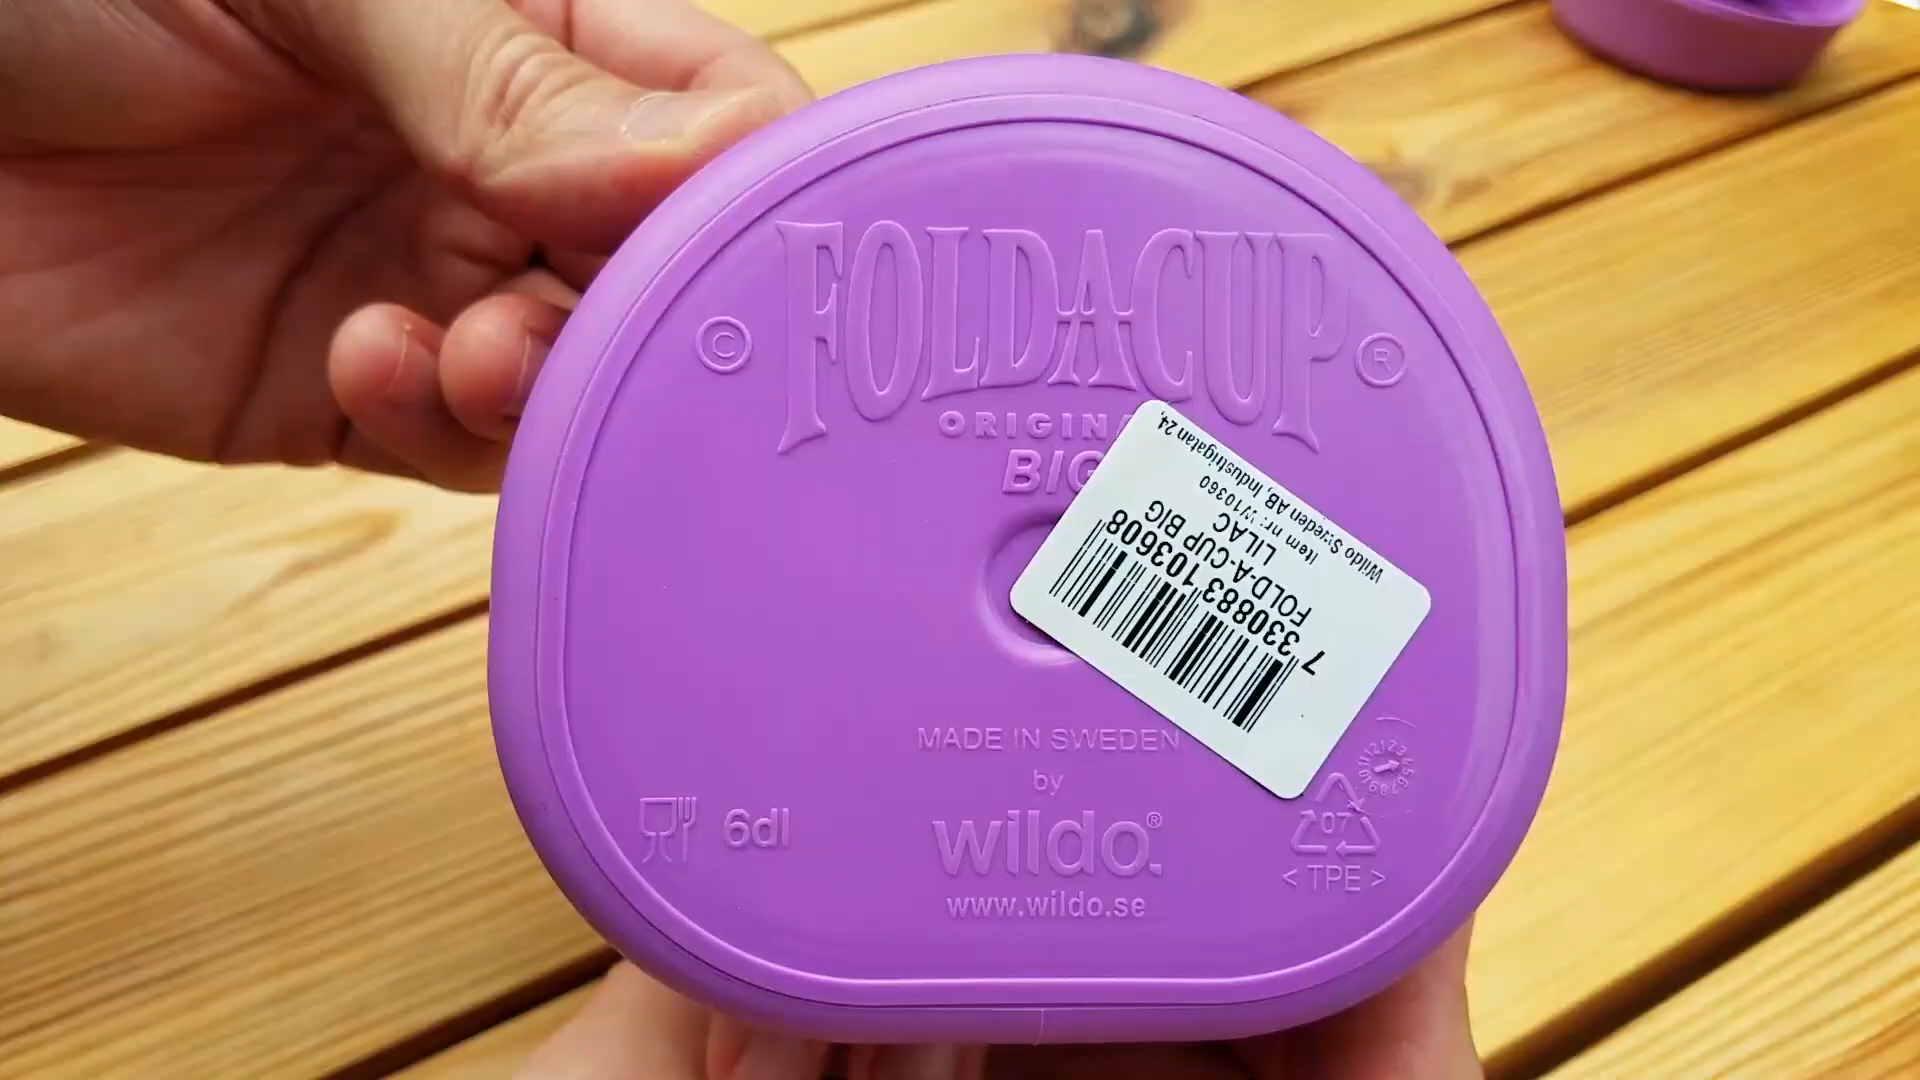 © FOLDACUP ®
ORIGINA
BIG
MADE IN SWEDEN
by
wildo®
www.wildo.se
6dl
07
< TPE >
7 330883 103608
FOLD-A-CUP BIG
LILAC
Item nr: W10360
Wildo Sweden AB, Industrigatan 24,